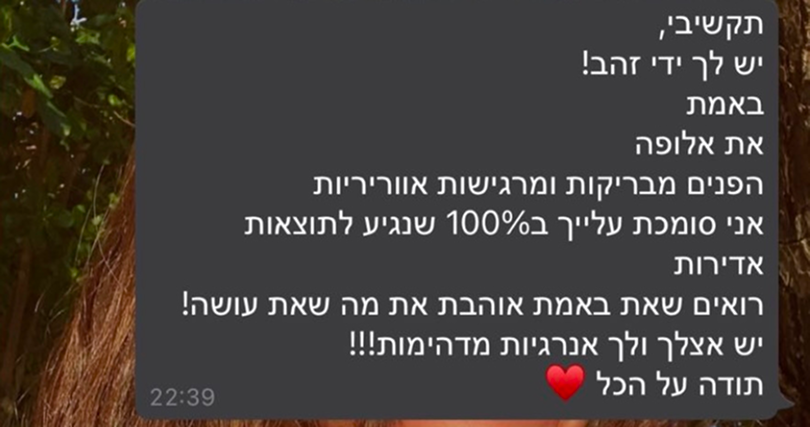 תקשיבי,
יש לך ידי זהב!
באמת
את אלופה
הפנים מבריקות ומרגישות אווריריות
אני סומכת עלייך ב100% שנגיע לתוצאות
אדירות
רואים שאת באמת אוהבת את מה שאת עושה!
יש אצלך ולך אנרגיות מדהימות!!!
תודה על הכל ♥️
22:39